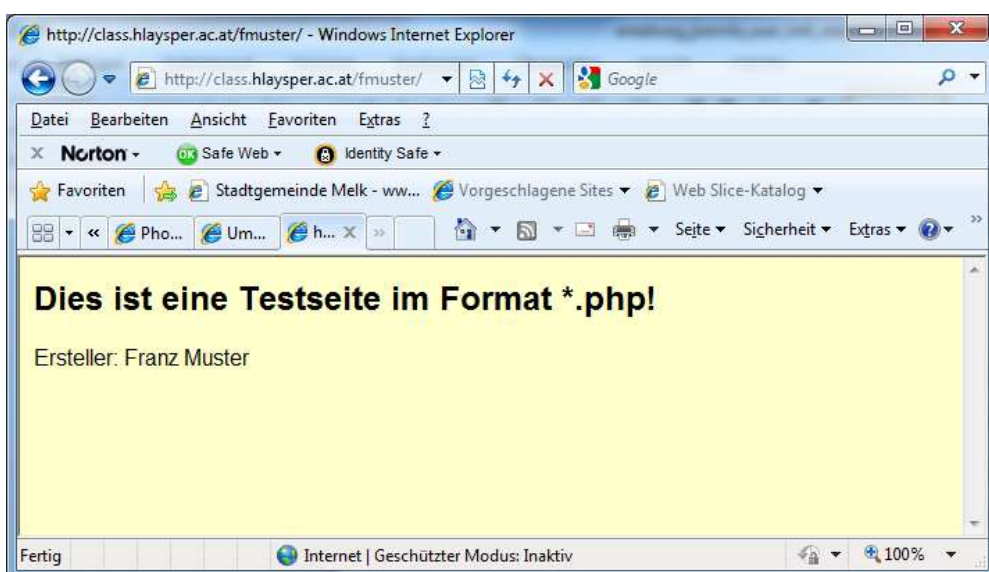 http://class.hlaysper.ac.at/fmuster/ - Windows Internet Explorer
http://class.hlaysper.ac.at/fmuster/ Google
Datei Bearbeiten Ansicht Favoriten Extras ?
x Norton - OK Safe Web Identity Safe
Favoriten Stadtgemeinde Melk - ww... Vorgeschlagene Sites Web Slice-Katalog
« Pho... Um... h... X » Seite Sicherheit Extras ? »
Dies ist eine Testseite im Format *.php!
Ersteller: Franz Muster
Fertig Internet | Geschützter Modus: Inaktiv 100%